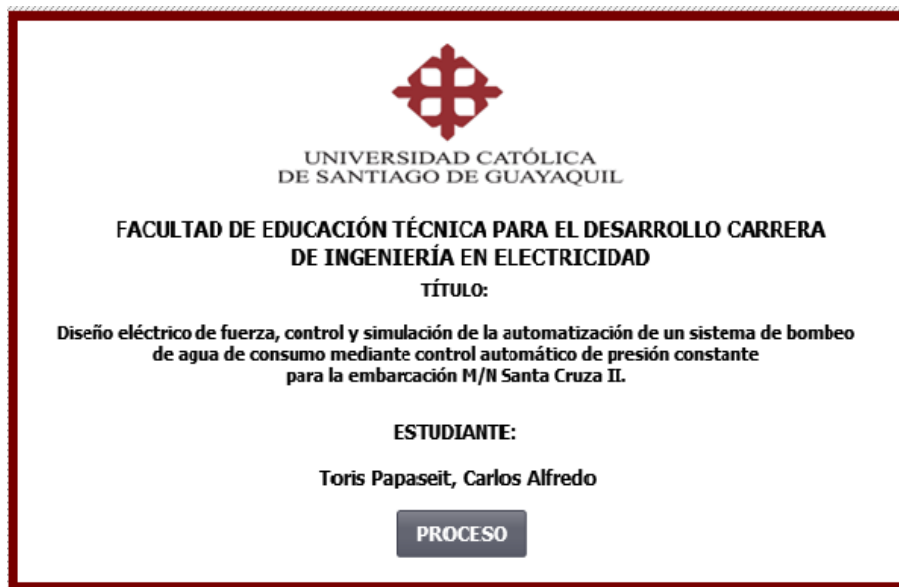 UNIVERSIDAD CATÓLICA
DE SANTIAGO DE GUAYAQUIL
FACULTAD DE EDUCACIÓN TÉCNICA PARA EL DESARROLLO CARRERA
DE INGENIERÍA EN ELECTRICIDAD
TÍTULO:
Diseño eléctrico de fuerza, control y simulación de la automatización de un sistema de bombeo
de agua de consumo mediante control automático de presión constante
para la embarcación M/N Santa Cruza II.
ESTUDIANTE:
Toris Papaseit, Carlos Alfredo
PROCESO